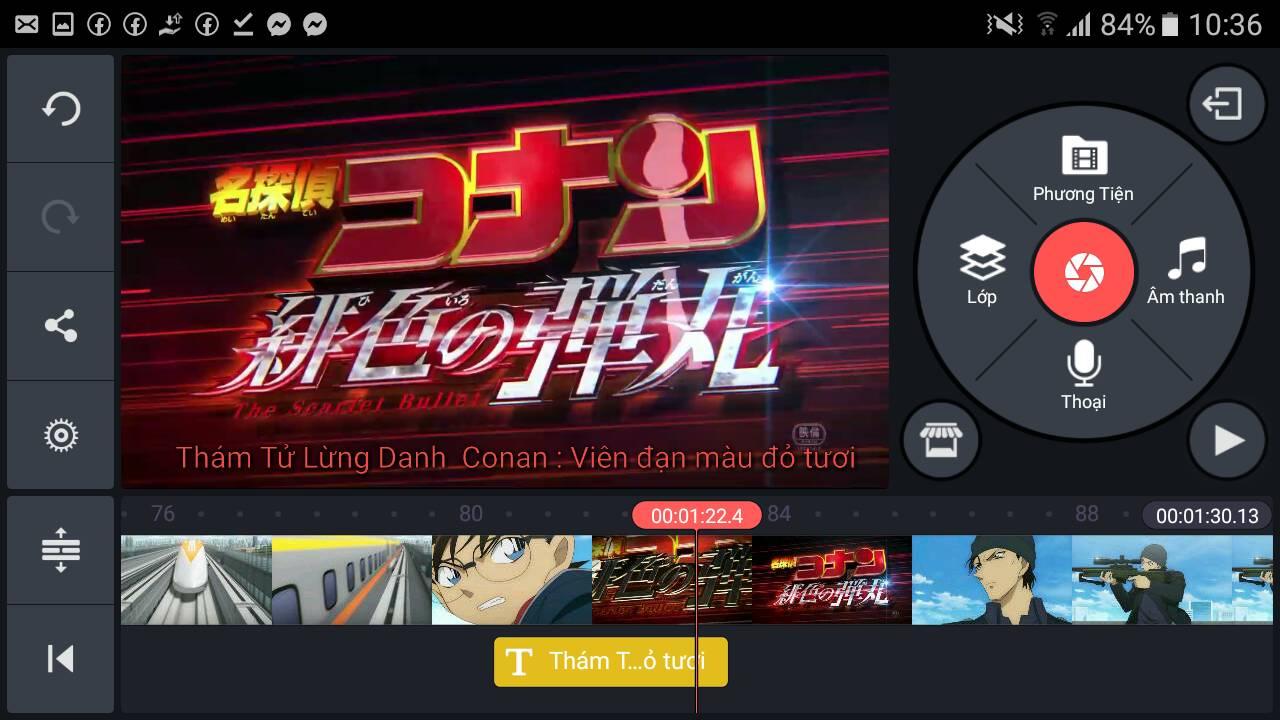 84% 10:36
名探偵
めい たん てい
コナン
緋色の弾丸
ひ いろ だん がん
The Scarlet Bullet
映倫
Thám Tử Lừng Danh Conan : Viên đạn màu đỏ tươi
Phương Tiện
Lớp
Âm thanh
Thoại
76 80 00:01:22.4 84 88 00:01:30.13
名探偵
コナン
緋色の弾丸
T Thám T...ỏ tươi